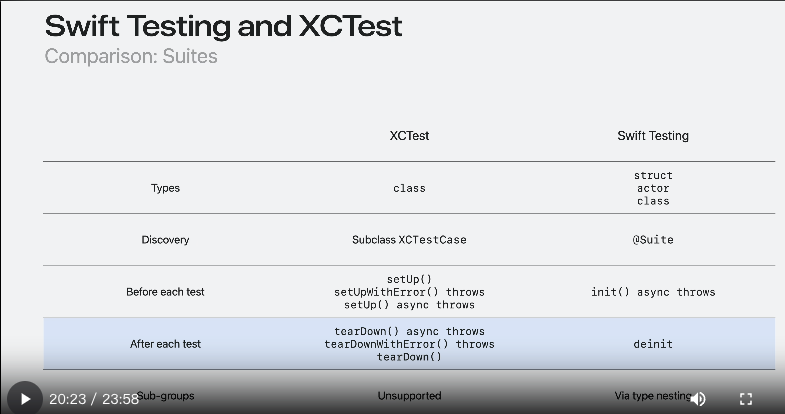 Swift Testing and XCTest
Comparison: Suites
XCTest Swift Testing
Types class struct
actor
class
Discovery Subclass XCTestCase @Suite
Before each test setUp()
setUpWithError() throws
setUp() async throws
init() async throws
After each test tearDown() async throws
tearDownWithError() throws
tearDown()
deinit
Sub-groups Unsupported Via type nesting
20:23 / 23:58